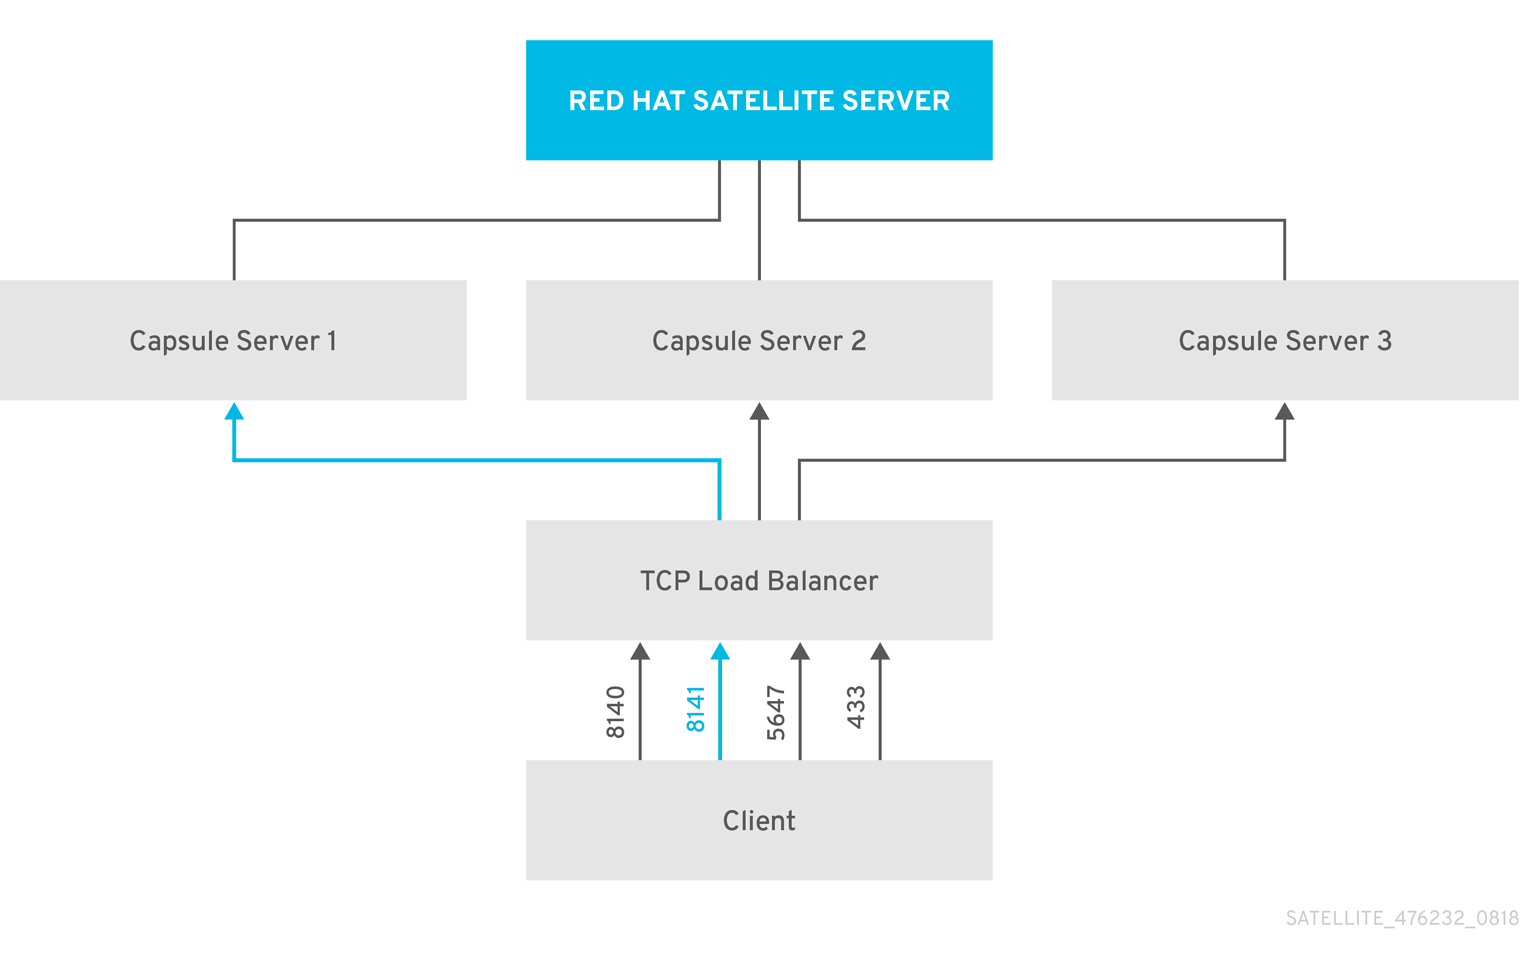 RED HAT SATELLITE SERVER
Capsule Server 1
Capsule Server 2
Capsule Server 3
TCP Load Balancer
8140
8141
5647
433
Client
SATELLITE_476232_0818